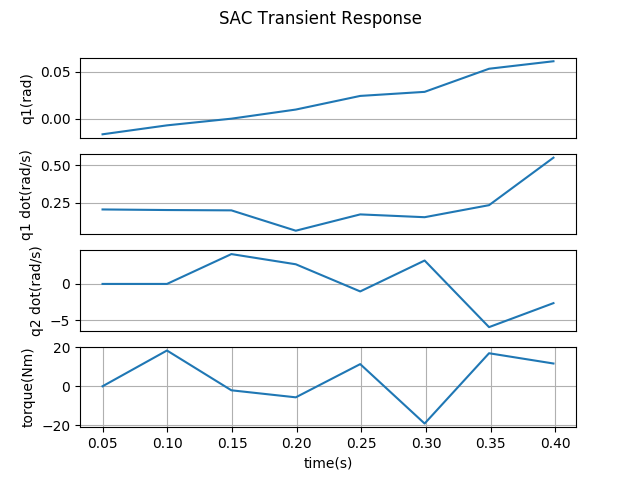 SAC Transient Response
q1(rad)
0.05
0.00
q1 dot(rad/s)
0.50
0.25
q2 dot(rad/s)
0
−5
torque(Nm)
20
0
−20
0.05 0.10 0.15 0.20 0.25 0.30 0.35 0.40
time(s)